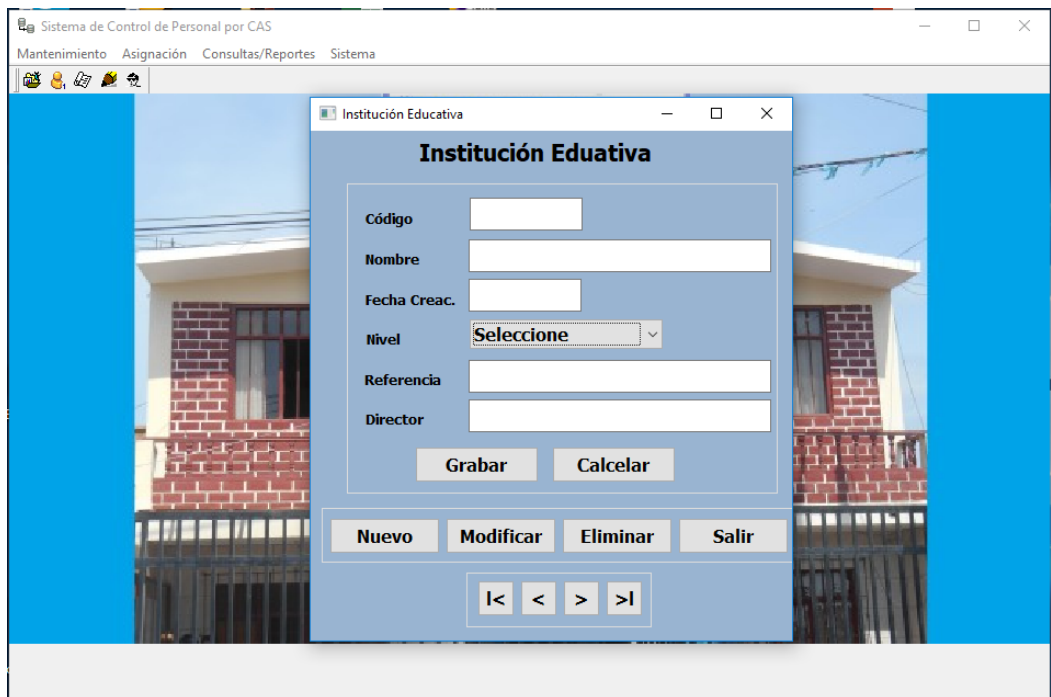 Sistema de Control de Personal por CAS
Mantenimiento Asignación Consultas/Reportes Sistema
Institución Educativa
Institución Eduativa
Código
Nombre
Fecha Creac.
Nivel Seleccione
Referencia
Director
Grabar Calcelar
Nuevo Modificar Eliminar Salir
I< < > >I